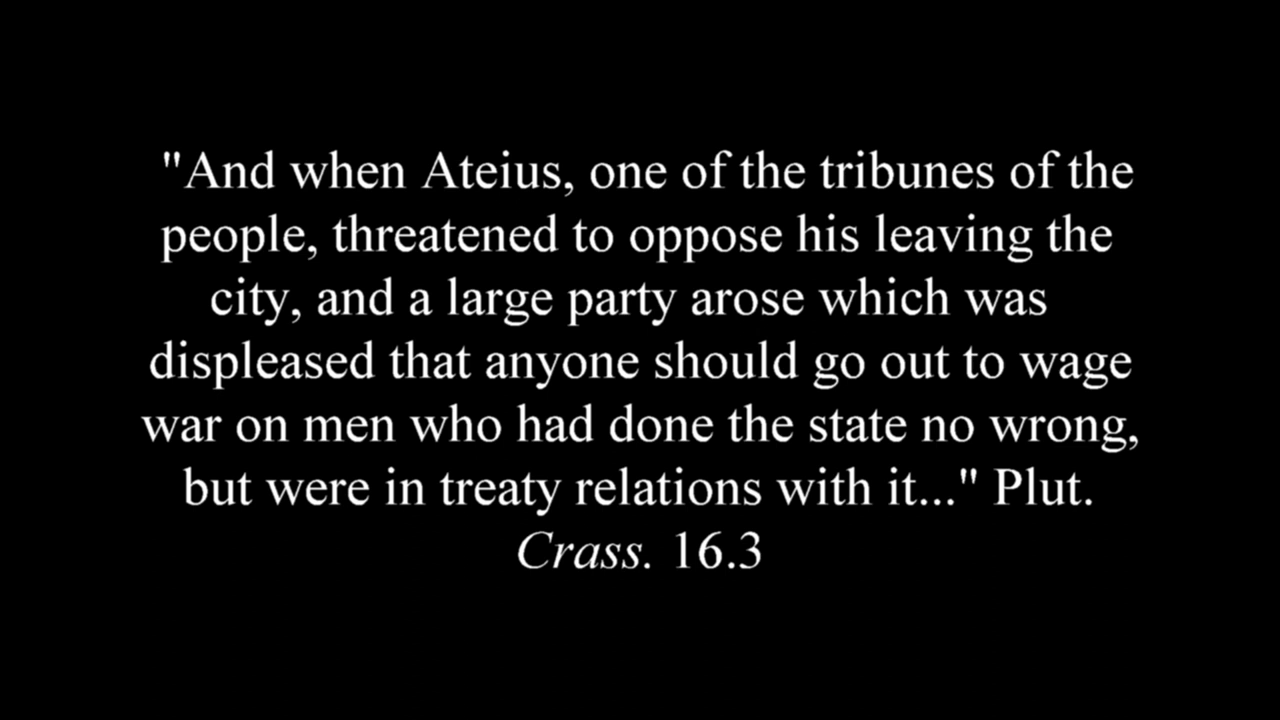 "And when Ateius, one of the tribunes of the
people, threatened to oppose his leaving the
city, and a large party arose which was
displeased that anyone should go out to wage
war on men who had done the state no wrong,
but were in treaty relations with it..." Plut.
Crass. 16.3